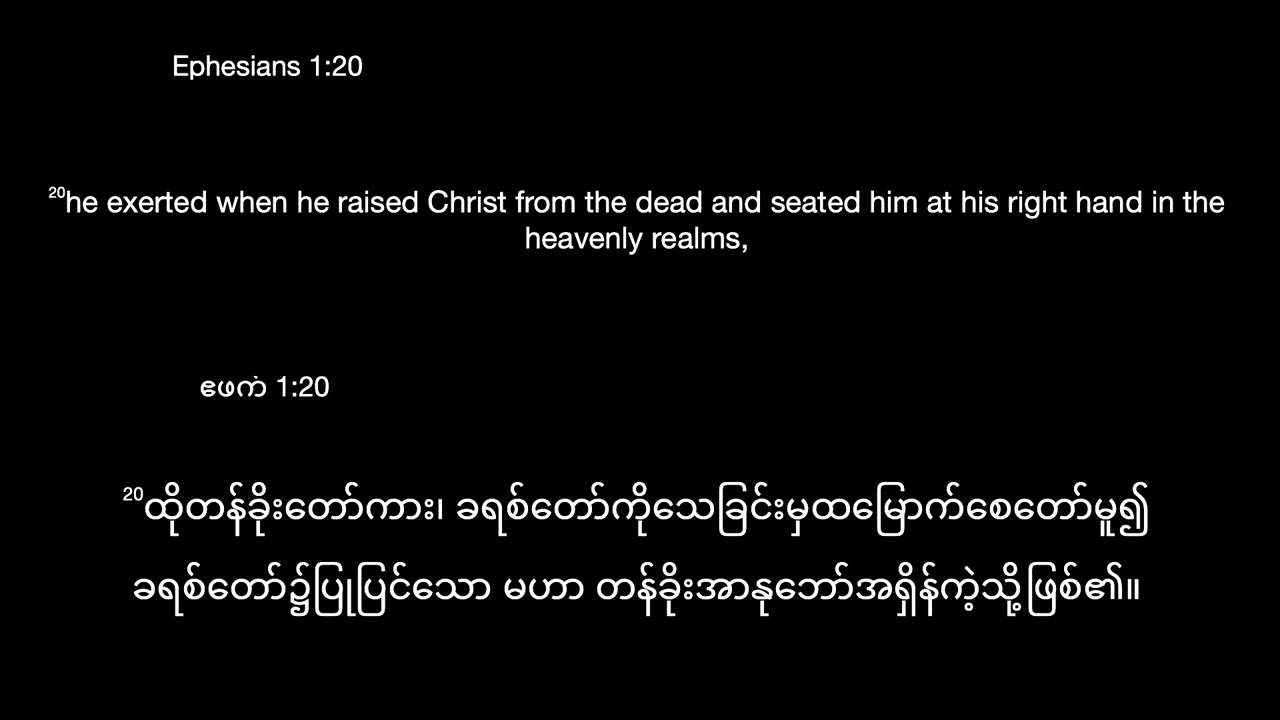 Ephesians 1:20
20he exerted when he raised Christ from the dead and seated him at his right hand in the
heavenly realms,
ဧဖက် 1:20
20ထိုတန်ခိုးတော်ကား၊ ခရစ်တော်ကိုသေခြင်းမှထမြောက်စေတော်မူ၍
ခရစ်တော်၌ပြုပြင်သော မဟာ တန်ခိုးအာနုဘော်အရှိန်ကဲ့သို့ဖြစ်၏။